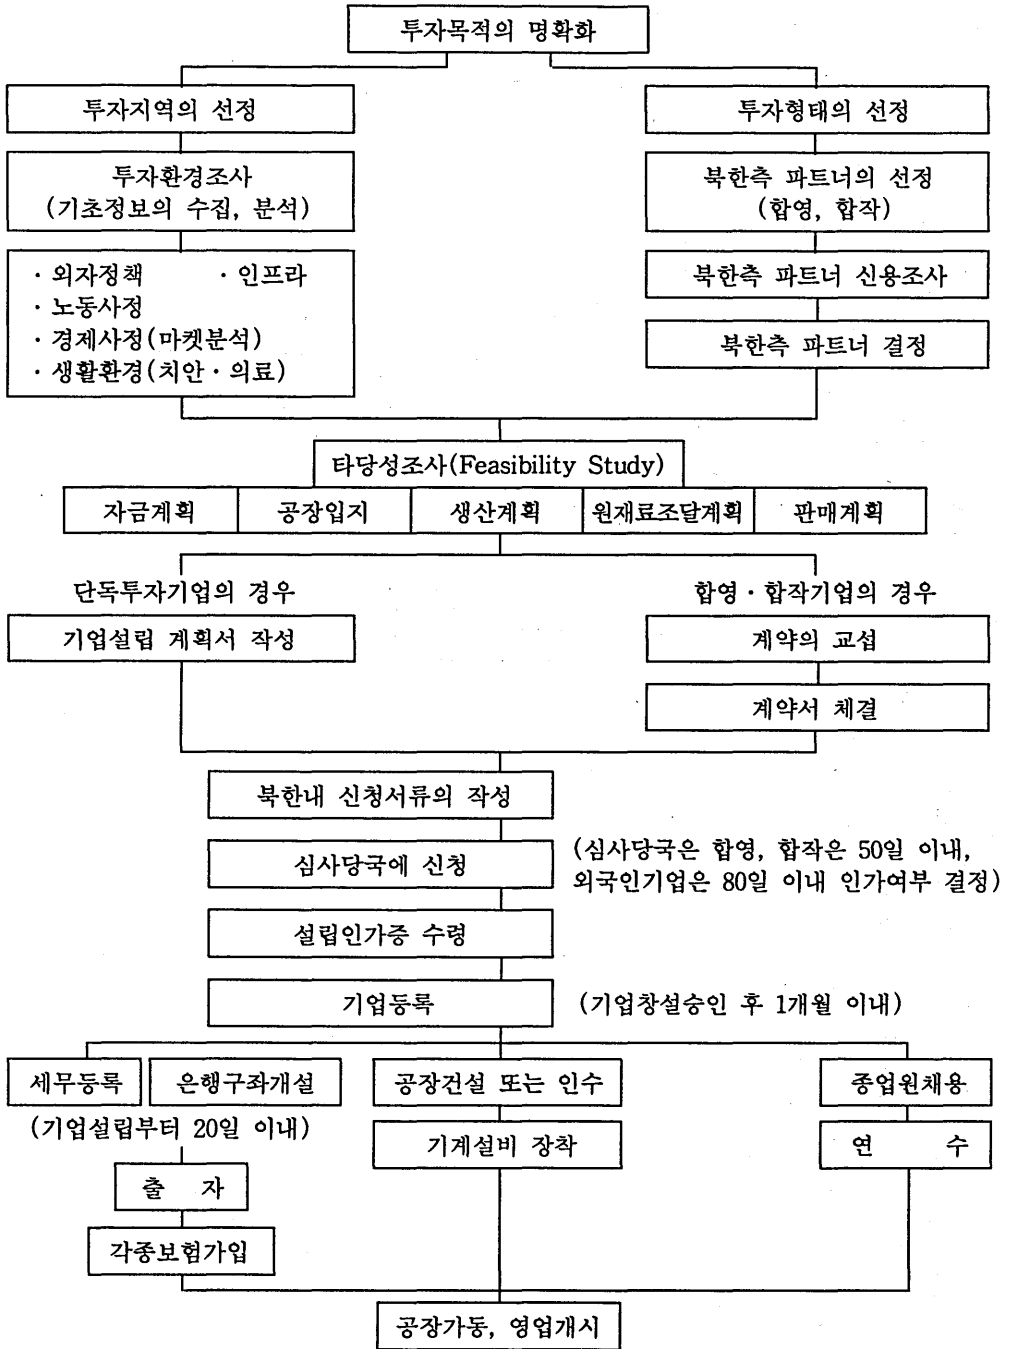 투자목적의 명확화
투자지역의 선정
투자환경조사
(기초정보의 수집, 분석)
· 외자정책 · 인프라
· 노동사정
· 경제사정(마켓분석)
· 생활환경(치안·의료)
투자형태의 선정
북한측 파트너의 선정
(합영, 합작)
북한측 파트너 신용조사
북한측 파트너 결정
타당성조사(Feasibility Study)
자금계획 공장입지 생산계획 원재료조달계획 판매계획
단독투자기업의 경우
기업설립 계획서 작성
합영·합작기업의 경우
계약의 교섭
계약서 체결
북한내 신청서류의 작성
심사당국에 신청
(심사당국은 합영, 합작은 50일 이내,
외국인기업은 80일 이내 인가여부 결정)
설립인가증 수령
기업등록 (기업창설승인 후 1개월 이내)
세무등록 은행구좌개설
(기업설립부터 20일 이내)
출 자
각종보험가입
공장건설 또는 인수
기계설비 장착
종업원채용
연 수
공장가동, 영업개시